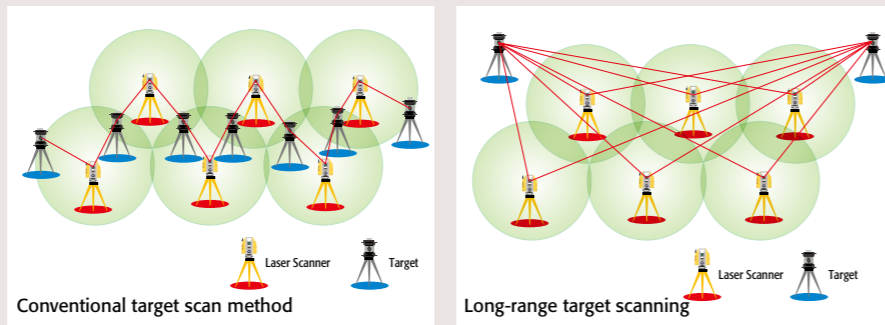 Laser Scanner
Target
Conventional target scan method
Laser Scanner
Target
Long-range target scanning